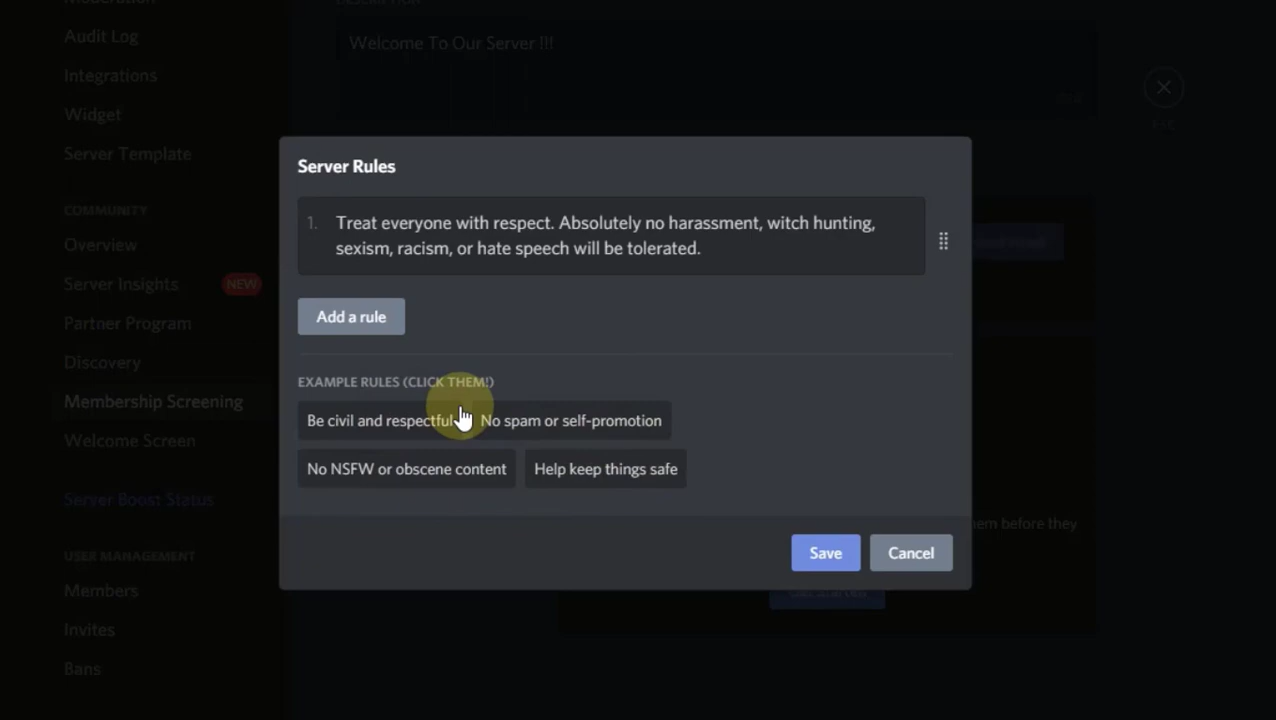 Moderation
Audit Log
Integrations
Widget
Server Template
COMMUNITY
Overview
Server Insights NEW
Partner Program
Discovery
Membership Screening
Welcome Screen
Server Boost Status
USER MANAGEMENT
Members
Invites
Bans
Welcome To Our Server !!!
Server Rules
1. Treat everyone with respect. Absolutely no harassment, witch hunting,
sexism, racism, or hate speech will be tolerated.
Add a rule
EXAMPLE RULES (CLICK THEM!)
Be civil and respectful No spam or self-promotion
No NSFW or obscene content Help keep things safe
Save Cancel
before they